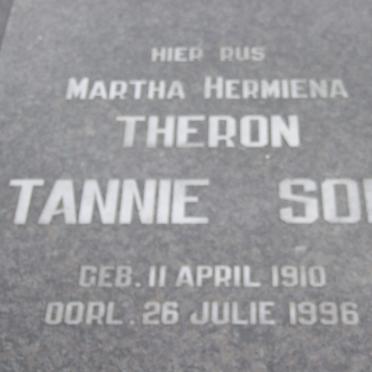 HIER RUS
MARTHA HERMIENA
THERON
TANNIE
GEB. 11 APRIL 1910
OORL. 26 JULIE 1996